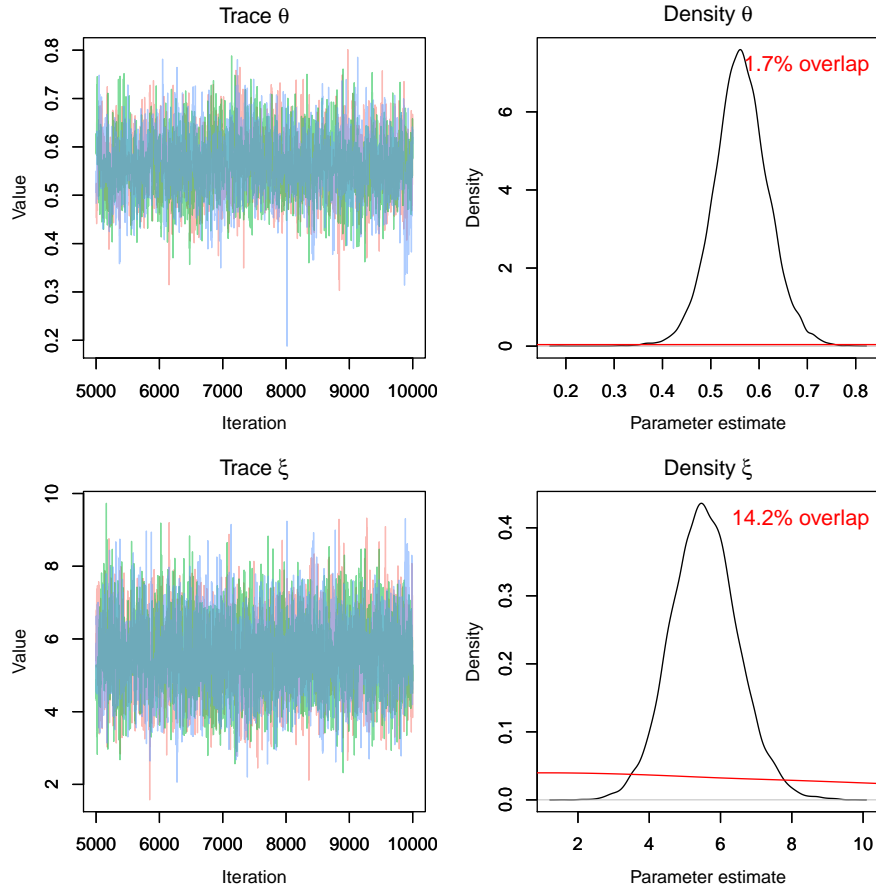 Trace θ
Value
0.2 0.3 0.4 0.5 0.6 0.7 0.8
5000 6000 7000 8000 9000 10000
Iteration
Density θ
1.7% overlap
Density
0 2 4 6
0.2 0.3 0.4 0.5 0.6 0.7 0.8
Parameter estimate
Trace ξ
Value
2 4 6 8 10
5000 6000 7000 8000 9000 10000
Iteration
Density ξ
14.2% overlap
Density
0.0 0.1 0.2 0.3 0.4
2 4 6 8 10
Parameter estimate